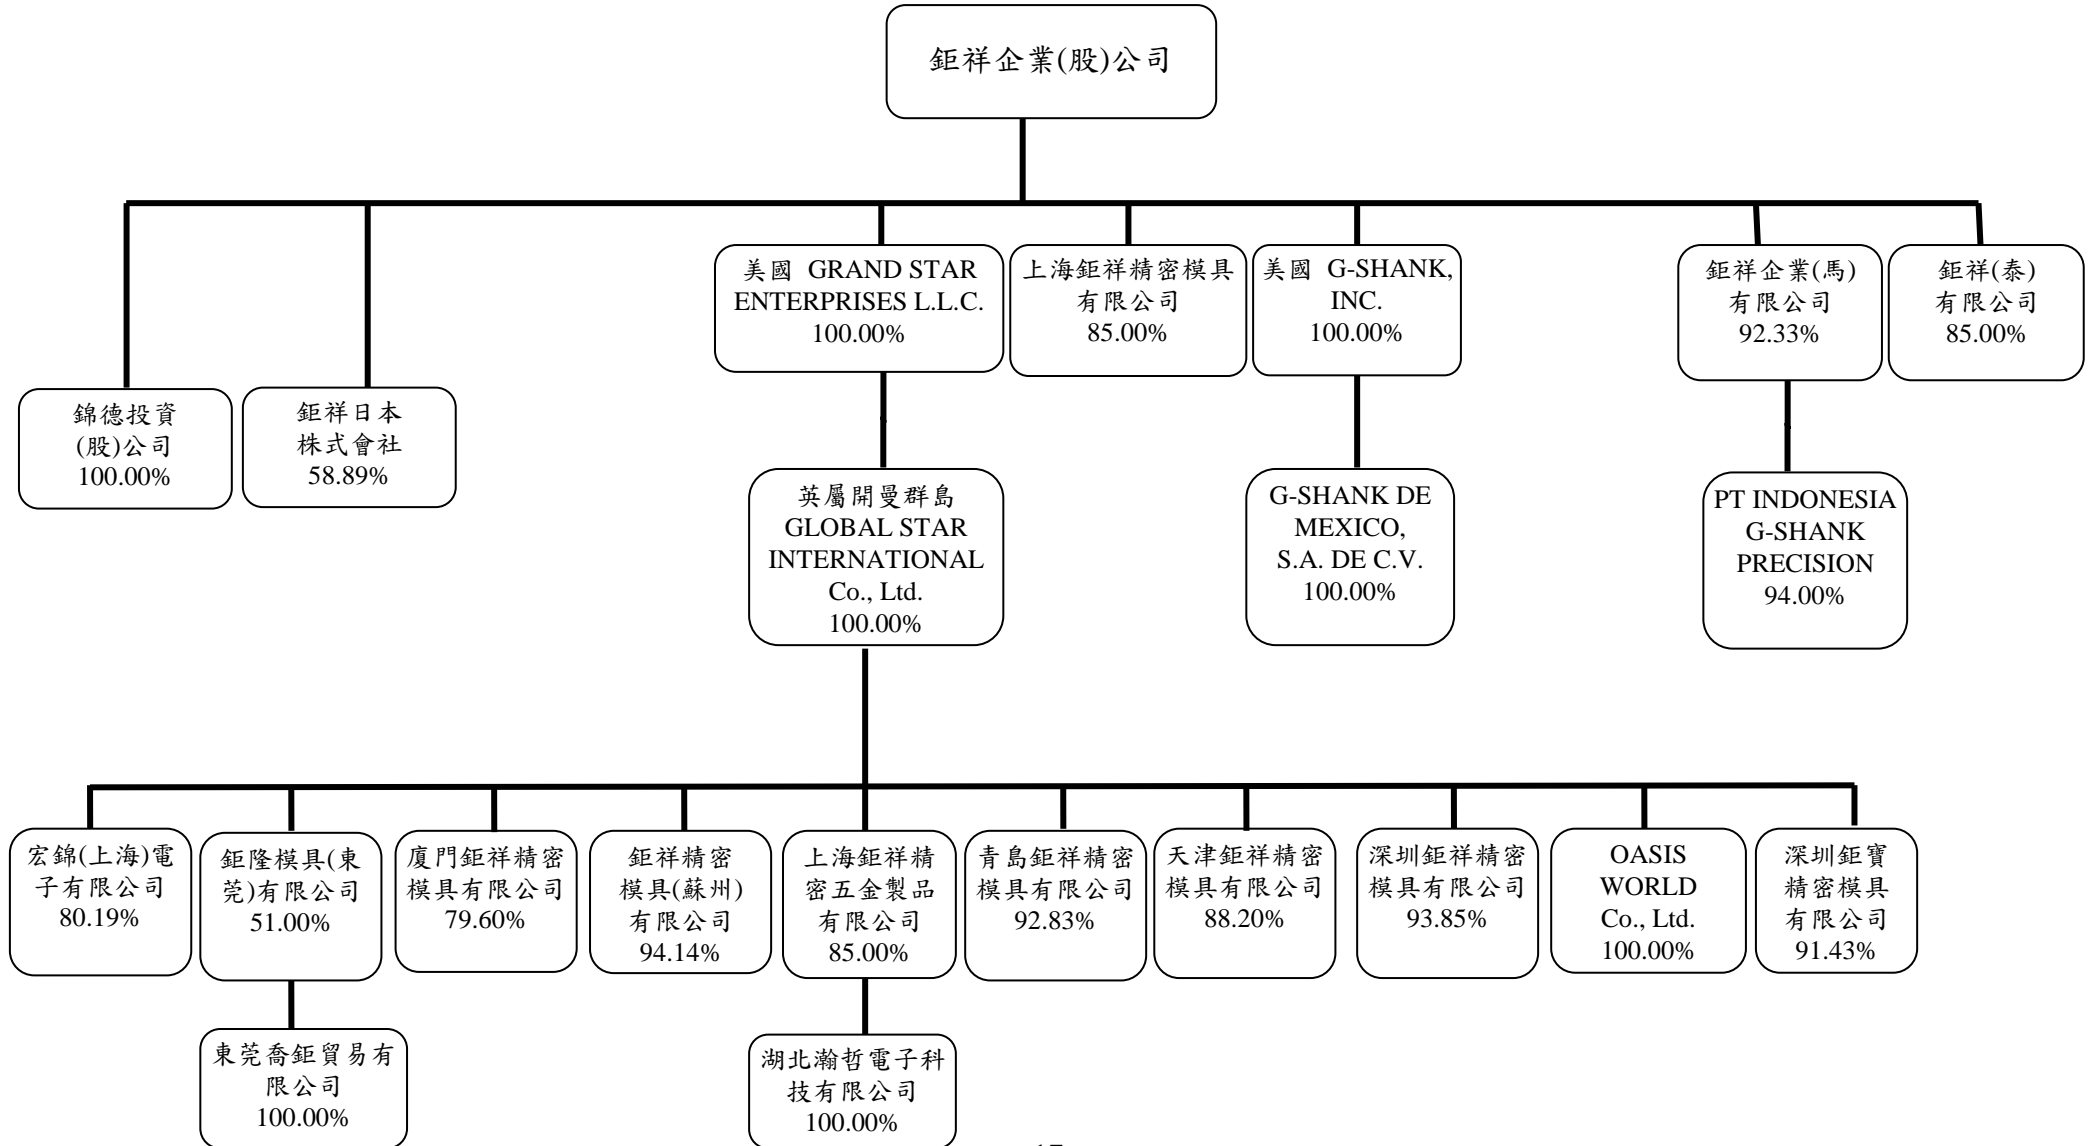 鉅祥企業(股)公司
錦德投資
(股)公司
100.00%
鉅祥日本
株式會社
58.89%
美國 GRAND STAR
ENTERPRISES L.L.C.
100.00%
上海鉅祥精密模具
有限公司
85.00%
美國 G-SHANK,
INC.
100.00%
鉅祥企業(馬)
有限公司
92.33%
鉅祥(泰)
有限公司
85.00%
英屬開曼群島
GLOBAL STAR
INTERNATIONAL
Co., Ltd.
100.00%
G-SHANK DE
MEXICO,
S.A. DE C.V.
100.00%
PT INDONESIA
G-SHANK
PRECISION
94.00%
宏錦(上海)電
子有限公司
80.19%
鉅隆模具(東
莞)有限公司
51.00%
廈門鉅祥精密
模具有限公司
79.60%
鉅祥精密
模具(蘇州)
有限公司
94.14%
上海鉅祥精
密五金製品
有限公司
85.00%
青島鉅祥精密
模具有限公司
92.83%
天津鉅祥精密
模具有限公司
88.20%
深圳鉅祥精密
模具有限公司
93.85%
OASIS
WORLD
Co., Ltd.
100.00%
深圳鉅寶
精密模具
有限公司
91.43%
東莞喬鉅貿易有
限公司
100.00%
湖北瀚哲電子科
技有限公司
100.00%